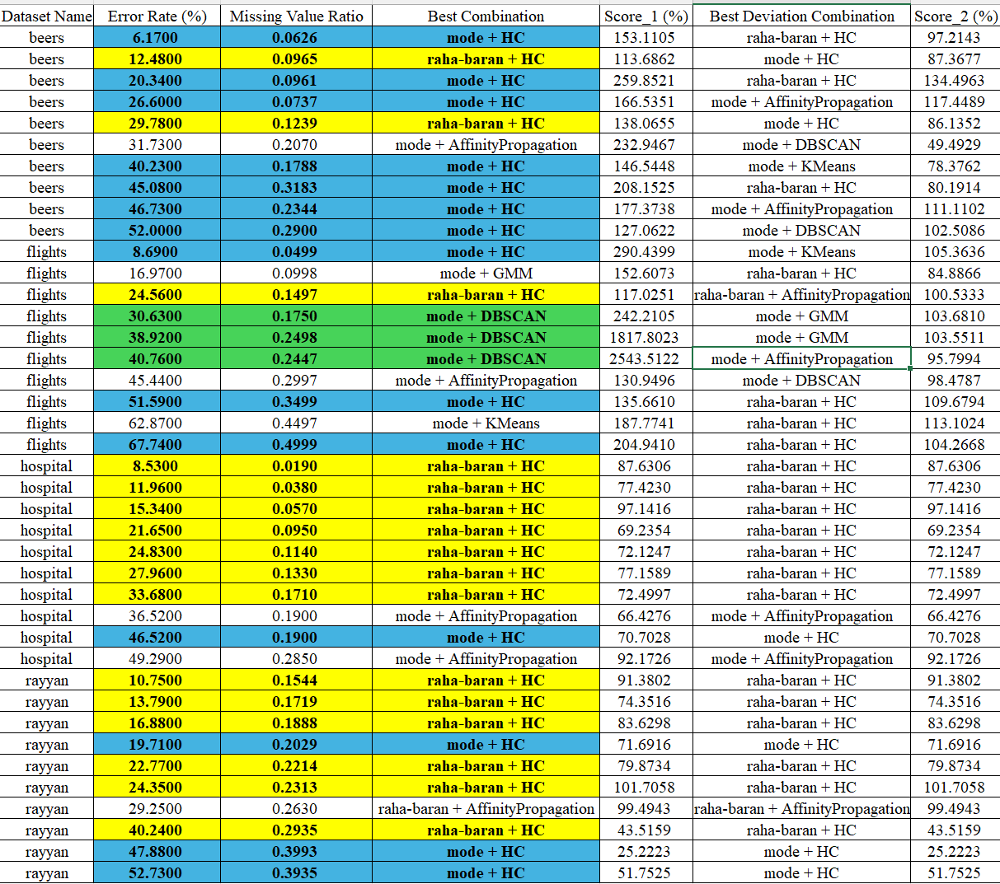 Dataset Name Error Rate (%) Missing Value Ratio Best Combination Score_1 (%) Best Deviation Combination Score_2 (%)
beers 6.1700 0.0626 mode + HC 153.1105 raha-baran + HC 97.2143
beers 12.4800 0.0965 raha-baran + HC 113.6862 mode + HC 87.3677
beers 20.3400 0.0961 mode + HC 259.8521 raha-baran + HC 134.4963
beers 26.6000 0.0737 mode + HC 166.5351 mode + AffinityPropagation 117.4489
beers 29.7800 0.1239 raha-baran + HC 138.0655 mode + HC 86.1352
beers 31.7300 0.2070 mode + AffinityPropagation 232.9467 mode + DBSCAN 49.4929
beers 40.2300 0.1788 mode + HC 146.5448 mode + KMeans 78.3762
beers 45.0800 0.3183 mode + HC 208.1525 raha-baran + HC 80.1914
beers 46.7300 0.2344 mode + HC 177.3738 mode + AffinityPropagation 111.1102
beers 52.0000 0.2900 mode + HC 127.0622 mode + DBSCAN 102.5086
flights 8.6900 0.0499 mode + HC 290.4399 mode + KMeans 105.3636
flights 16.9700 0.0998 mode + GMM 152.6073 raha-baran + HC 84.8866
flights 24.5600 0.1497 raha-baran + HC 117.0251 raha-baran + AffinityPropagation 100.5333
flights 30.6300 0.1750 mode + DBSCAN 242.2105 mode + GMM 103.6810
flights 38.9200 0.2498 mode + DBSCAN 1817.8023 mode + GMM 103.5511
flights 40.7600 0.2447 mode + DBSCAN 2543.5122 mode + AffinityPropagation 95.7994
flights 45.4400 0.2997 mode + AffinityPropagation 130.9496 mode + DBSCAN 98.4787
flights 51.5900 0.3499 mode + HC 135.6610 raha-baran + HC 109.6794
flights 62.8700 0.4497 mode + KMeans 187.7741 raha-baran + HC 113.1024
flights 67.7400 0.4999 mode + HC 204.9410 raha-baran + HC 104.2668
hospital 8.5300 0.0190 raha-baran + HC 87.6306 raha-baran + HC 87.6306
hospital 11.9600 0.0380 raha-baran + HC 77.4230 raha-baran + HC 77.4230
hospital 15.3400 0.0570 raha-baran + HC 97.1416 raha-baran + HC 97.1416
hospital 21.6500 0.0950 raha-baran + HC 69.2354 raha-baran + HC 69.2354
hospital 24.8300 0.1140 raha-baran + HC 72.1247 raha-baran + HC 72.1247
hospital 27.9600 0.1330 raha-baran + HC 77.1589 raha-baran + HC 77.1589
hospital 33.6800 0.1710 raha-baran + HC 72.4997 raha-baran + HC 72.4997
hospital 36.5200 0.1900 mode + AffinityPropagation 66.4276 mode + AffinityPropagation 66.4276
hospital 46.5200 0.1900 mode + HC 70.7028 mode + HC 70.7028
hospital 49.2900 0.2850 mode + AffinityPropagation 92.1726 mode + AffinityPropagation 92.1726
rayyan 10.7500 0.1544 raha-baran + HC 91.3802 raha-baran + HC 91.3802
rayyan 13.7900 0.1719 raha-baran + HC 74.3516 raha-baran + HC 74.3516
rayyan 16.8800 0.1888 raha-baran + HC 83.6298 raha-baran + HC 83.6298
rayyan 19.7100 0.2029 mode + HC 71.6916 mode + HC 71.6916
rayyan 22.7700 0.2214 raha-baran + HC 79.8734 raha-baran + HC 79.8734
rayyan 24.3500 0.2313 raha-baran + HC 101.7058 raha-baran + HC 101.7058
rayyan 29.2500 0.2630 raha-baran + AffinityPropagation 99.4943 raha-baran + AffinityPropagation 99.4943
rayyan 40.2400 0.2935 raha-baran + HC 43.5159 raha-baran + HC 43.5159
rayyan 47.8800 0.3993 mode + HC 25.2223 mode + HC 25.2223
rayyan 52.7300 0.3935 mode + HC 51.7525 mode + HC 51.7525